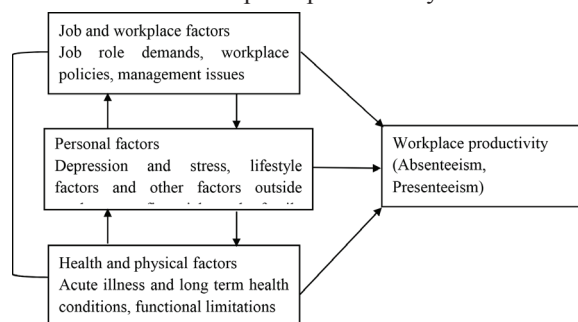 Job and workplace factors
Job role demands, workplace
policies, management issues
Personal factors
Depression and stress, lifestyle
factors and other factors outside
Workplace productivity
(Absenteeism,
Presenteeism)
Health and physical factors
Acute illness and long term health
conditions, functional limitations